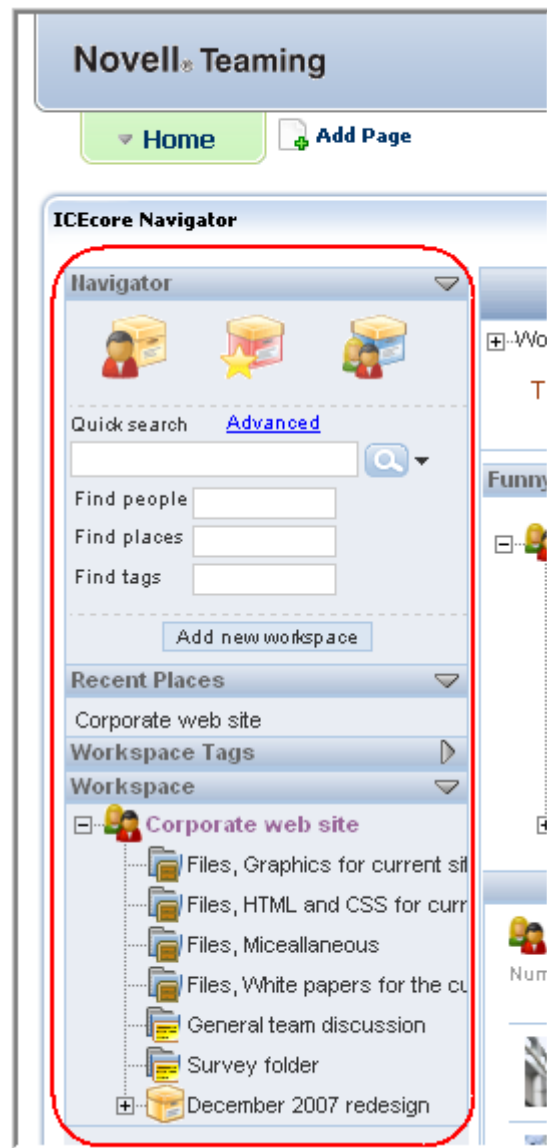 Novell® Teaming
Home
Add Page
ICEcore Navigator
Navigator
Quick search Advanced
Find people
Find places
Find tags
Add new workspace
Recent Places
Corporate web site
Workspace Tags
Workspace
Corporate web site
Files, Graphics for current sit
Files, HTML and CSS for curr
Files, Miceallaneous
Files, White papers for the cu
General team discussion
Survey folder
December 2007 redesign
Wo
T
Funny
Num